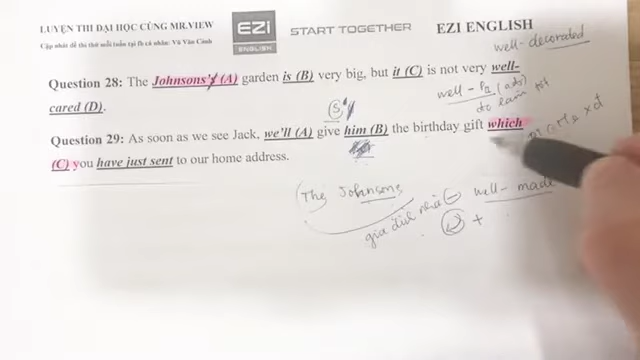 LUYỆN THI ĐẠI HỌC CÙNG MR.VIEW
Cập nhât đề thi thử mỗi tuần tại fb cá nhân: Vũ Văn Cảnh
EZI
ENGLISH
START TOGETHER
EZI ENGLISH
well-decorated
Question 28: The Johnsons's (A) garden is (B) very big, but it (C) is not very well-
cared (D).
well - P2 (adj)
Question 29: As soon as we see Jack, we'll (A) give him (B) the birthday gift which
(C) you have just sent to our home address.
The Johnsons
well- made
gia đình nhà
+